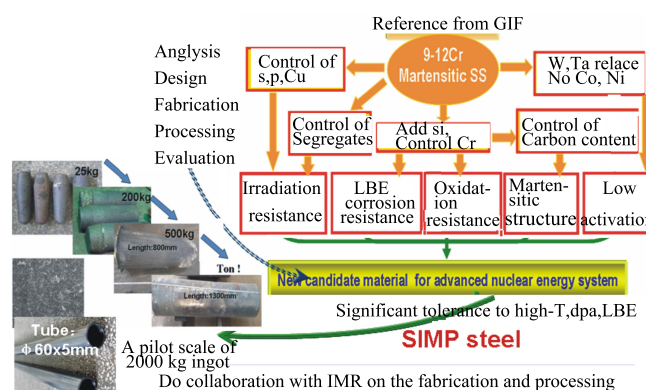 Reference from GIF
Anglysis
Design
Fabrication
Processing
Evaluation
Control of
s,p,Cu
9-12Cr
Martensitic SS
W,Ta relace
No Co, Ni
Control of
Segregates
Add si,
Control Cr
Control of
Carbon content
Irradiation
resistance
LBE
corrosion
resistance
Oxidat-
ion
resistance
Marten-
sitic
structure
Low
activation
25kg
200kg
500kg
Length:800mm
Ton !
Length:1300mm
New candidate material for advanced nuclear energy system
Significant tolerance to high-T,dpa,LBE
SIMP steel
Tube:
Φ60x5mm
A pilot scale of
2000 kg ingot
Do collaboration with IMR on the fabrication and processing